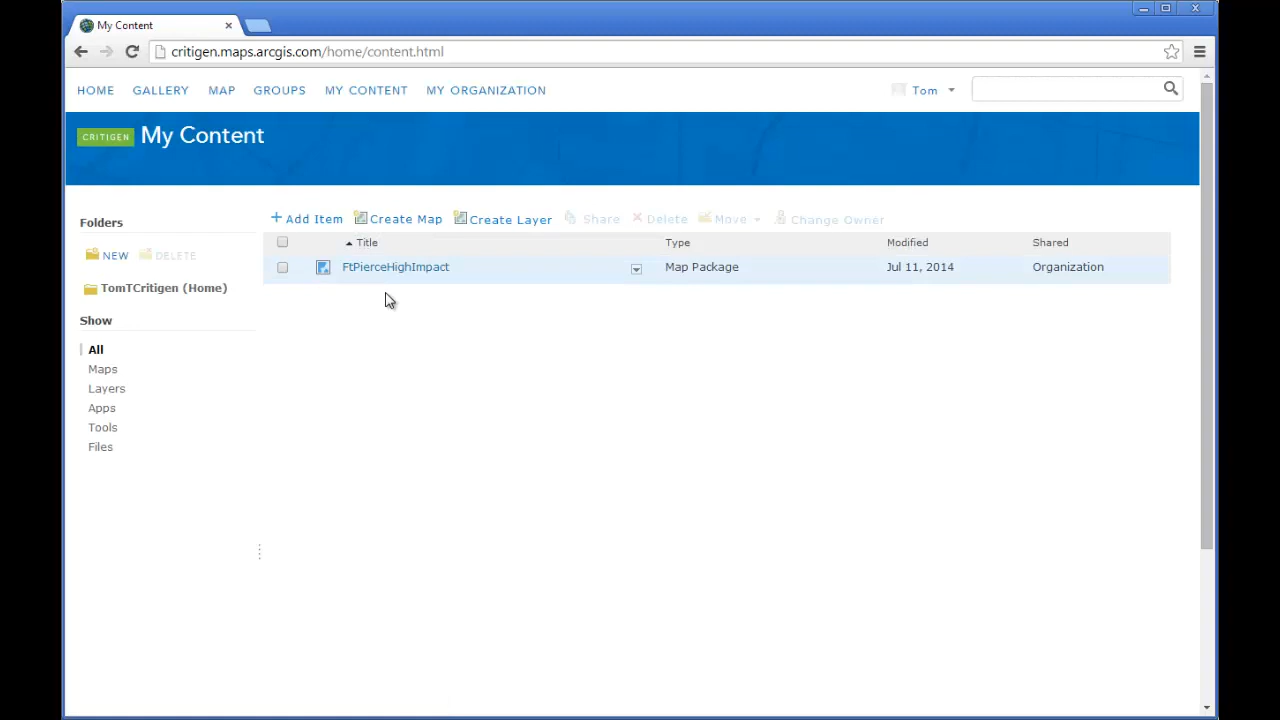 My Content
critigen.maps.arcgis.com/home/content.html
HOME GALLERY MAP GROUPS MY CONTENT MY ORGANIZATION Tom
CRITIGEN My Content
Folders
NEW DELETE
TomTCritigen (Home)
Show
All
Maps
Layers
Apps
Tools
Files
Add Item Create Map Create Layer Share Delete Move Change Owner
Title Type Modified Shared
FtPierceHighImpact Map Package Jul 11, 2014 Organization